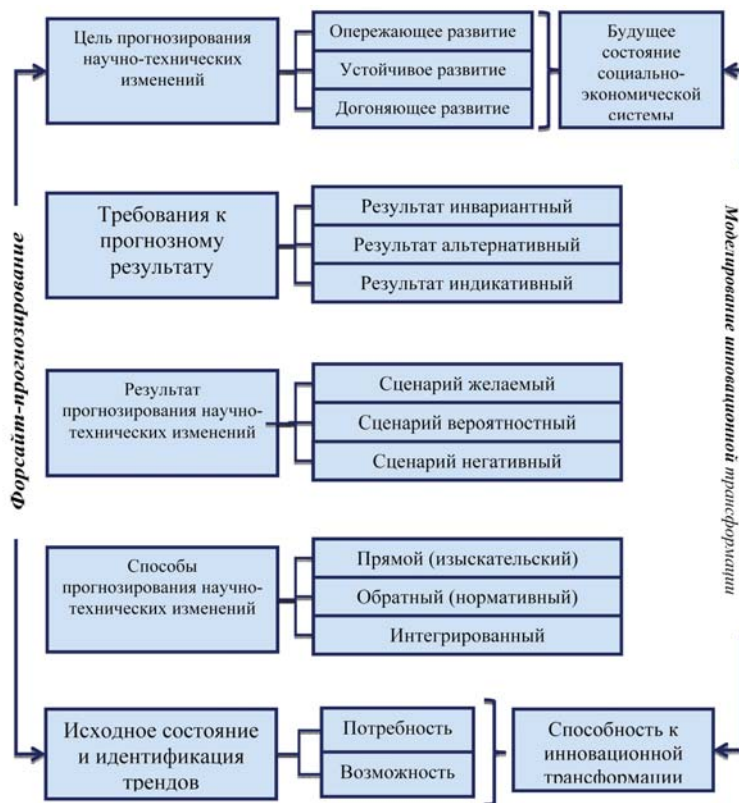 Цель прогнозирования
научно-технических
изменений
Опережающее развитие
Устойчивое развитие
Догоняющее развитие
Будущее
состояние
социально-
экономической
системы
Требования к
прогнозному
результату
Результат инвариантный
Результат альтернативный
Результат индикативный
Результат
прогнозирования научно-
технических изменений
Сценарий желаемый
Сценарий вероятностный
Сценарий негативный
Способы
прогнозирования научно-
технических изменений
Прямой (изыскательский)
Обратный (нормативный)
Интегрированный
Исходное состояние
и идентификация
трендов
Потребность
Возможность
Способность к
инновационной
трансформации
Форсайт-прогнозирование
Моделирование инновационной трансформации